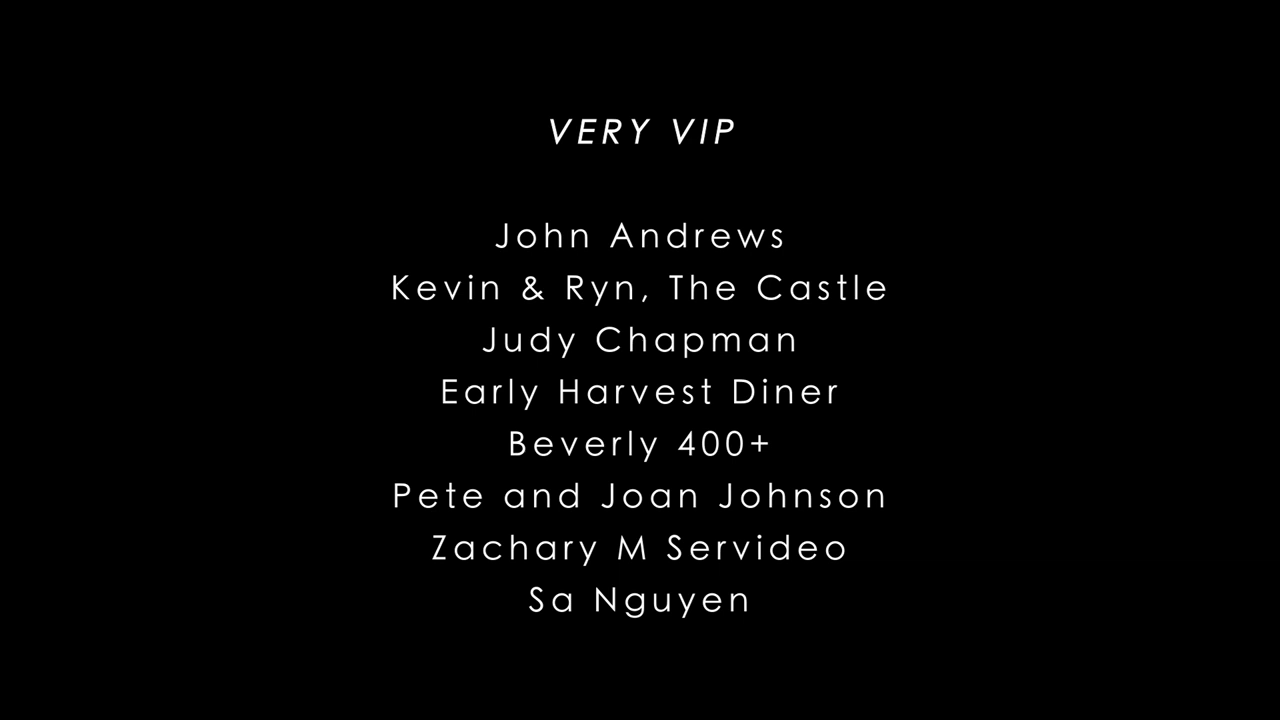 VERY VIP
John Andrews
Kevin & Ryn, The Castle
Judy Chapman
Early Harvest Diner
Beverly 400+
Pete and Joan Johnson
Zachary M Servideo
Sa Nguyen